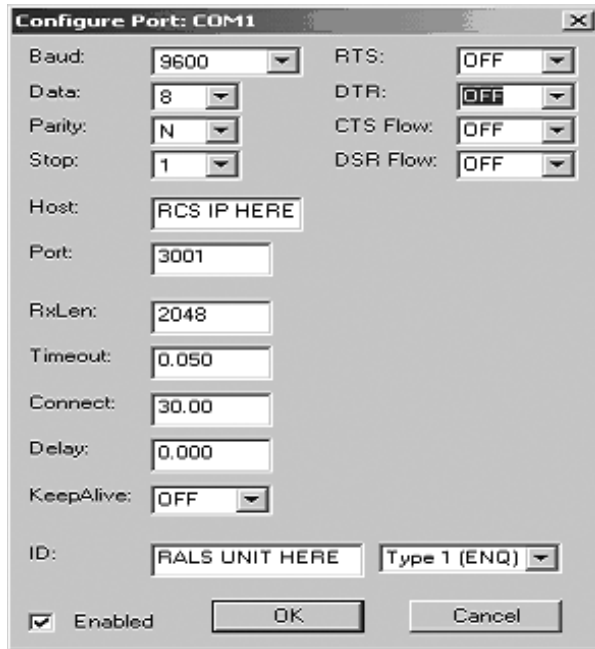 Configure Port: COM1
Baud: 9600 RTS: OFF
Data: 8 DTR: OFF
Parity: N CTS Flow: OFF
Stop: 1 DSR Flow: OFF
Host: RCS IP HERE
Port: 3001
RxLen: 2048
Timeout: 0.050
Connect: 30.00
Delay: 0.000
KeepAlive: OFF
ID: RALS UNIT HERE Type 1 (ENQ)
Enabled OK Cancel